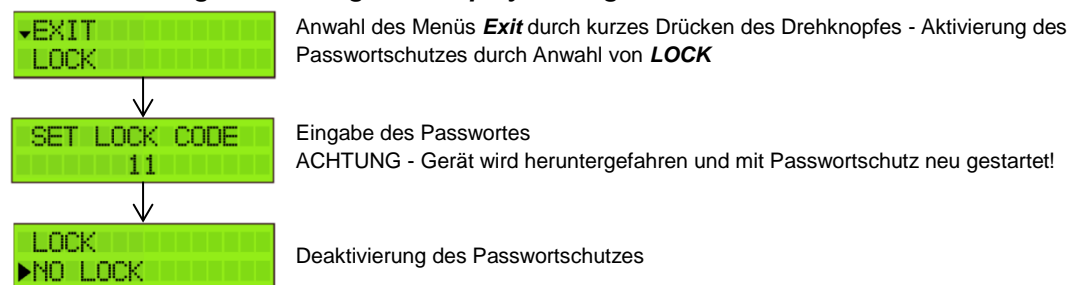 ▾EXIT
LOCK
Anwahl des Menüs Exit durch kurzes Drücken des Drehknopfes - Aktivierung des
Passwortschutzes durch Anwahl von LOCK
SET LOCK CODE
11
Eingabe des Passwortes
ACHTUNG - Gerät wird heruntergefahren und mit Passwortschutz neu gestartet!
LOCK
▶NO LOCK
Deaktivierung des Passwortschutzes